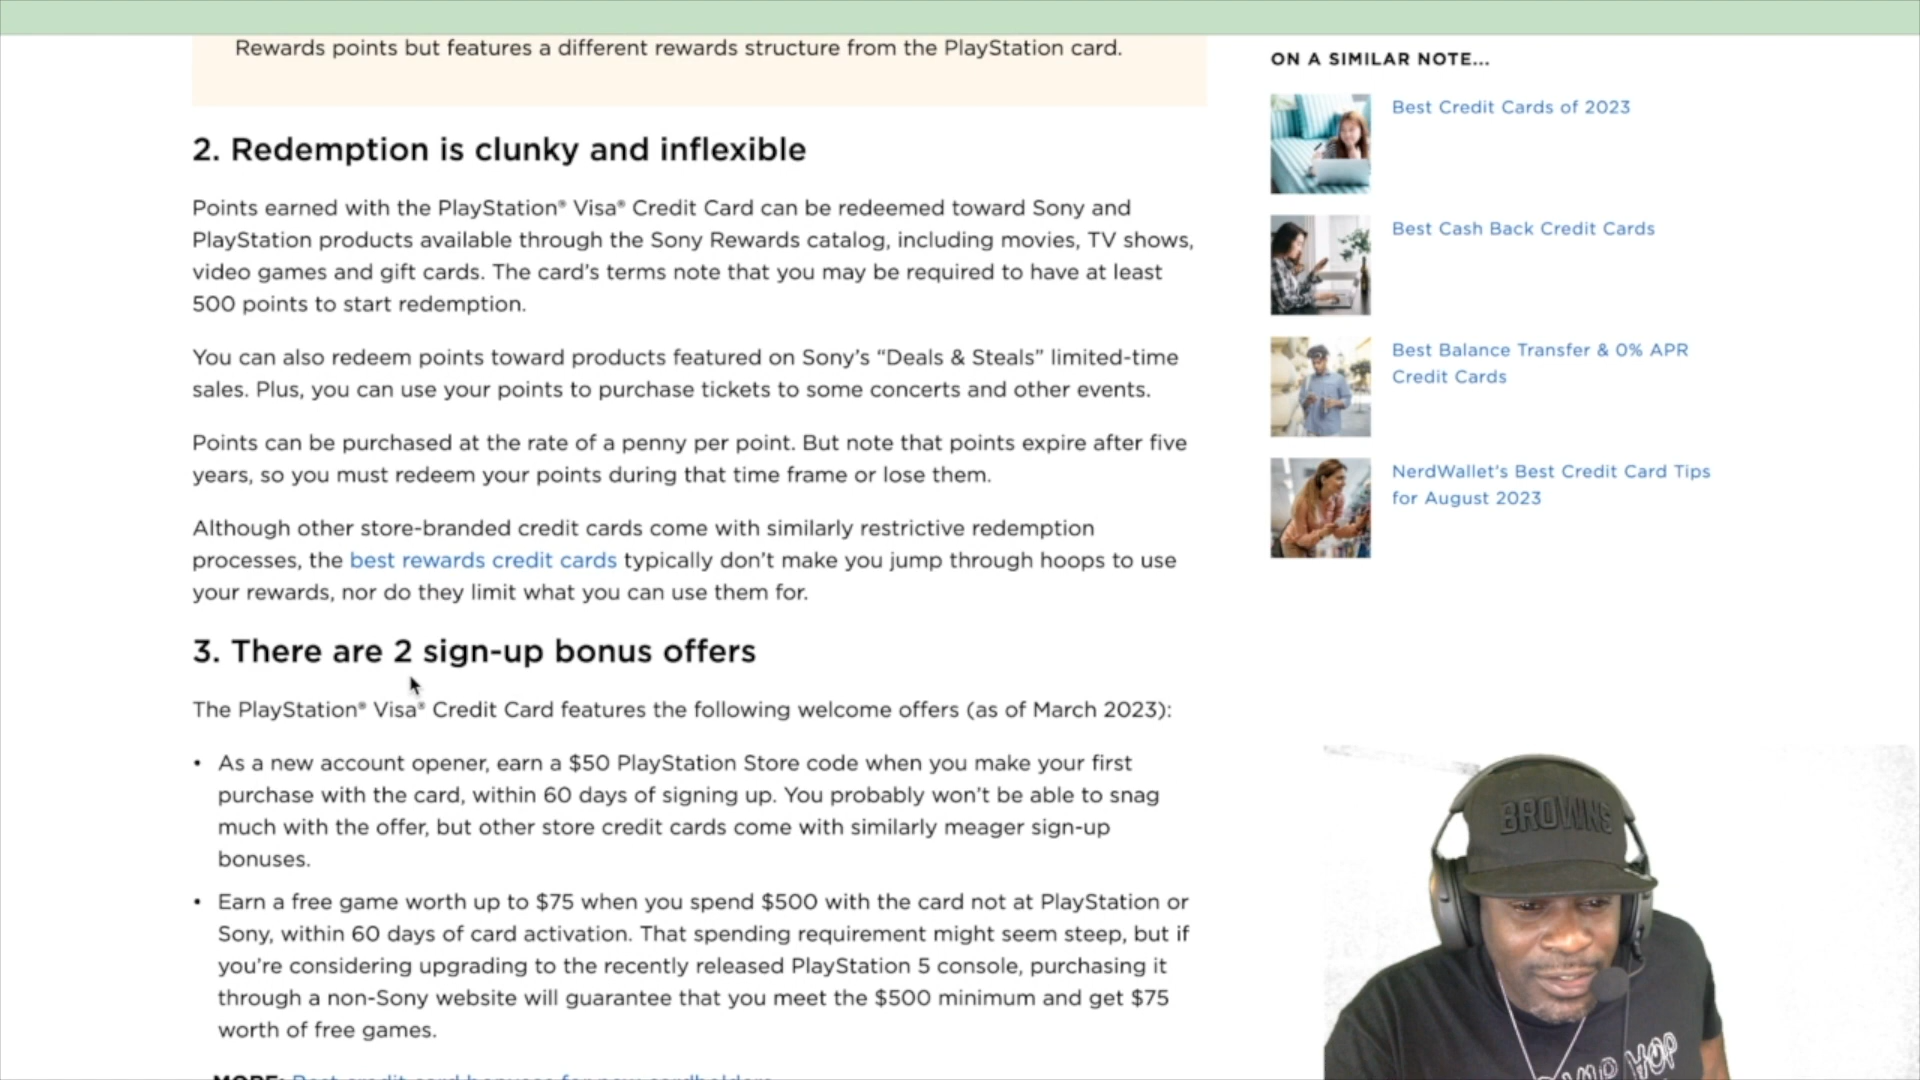 Rewards points but features a different rewards structure from the PlayStation card.
2. Redemption is clunky and inflexible
Points earned with the PlayStation® Visa® Credit Card can be redeemed toward Sony and
PlayStation products available through the Sony Rewards catalog, including movies, TV shows,
video games and gift cards. The card’s terms note that you may be required to have at least
500 points to start redemption.
You can also redeem points toward products featured on Sony’s “Deals & Steals” limited-time
sales. Plus, you can use your points to purchase tickets to some concerts and other events.
Points can be purchased at the rate of a penny per point. But note that points expire after five
years, so you must redeem your points during that time frame or lose them.
Although other store-branded credit cards come with similarly restrictive redemption
processes, the best rewards credit cards typically don’t make you jump through hoops to use
your rewards, nor do they limit what you can use them for.
3. There are 2 sign-up bonus offers
The PlayStation® Visa® Credit Card features the following welcome offers (as of March 2023):
• As a new account opener, earn a $50 PlayStation Store code when you make your first
purchase with the card, within 60 days of signing up. You probably won’t be able to snag
much with the offer, but other store credit cards come with similarly meager sign-up
bonuses.
• Earn a free game worth up to $75 when you spend $500 with the card not at PlayStation or
Sony, within 60 days of card activation. That spending requirement might seem steep, but if
you’re considering upgrading to the recently released PlayStation 5 console, purchasing it
through a non-Sony website will guarantee that you meet the $500 minimum and get $75
worth of free games.
MORE: Best credit card bonuses for new cardholders
ON A SIMILAR NOTE...
Best Credit Cards of 2023
Best Cash Back Credit Cards
Best Balance Transfer & 0% APR
Credit Cards
NerdWallet’s Best Credit Card Tips
for August 2023
BROWNS
HOP